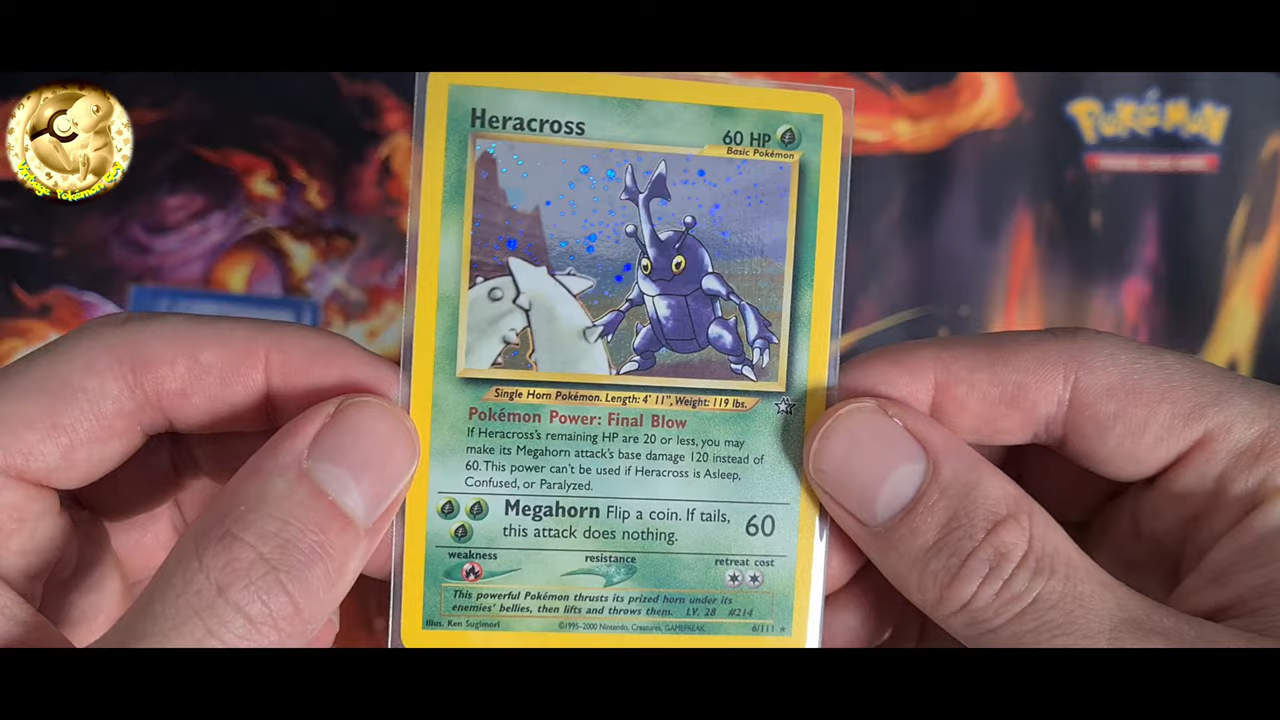 Vintage Pokémon Guy
POKÉMON
Heracross
60 HP
Basic Pokémon
Single Horn Pokémon. Length: 4' 11", Weight: 119 lbs.
Pokémon Power: Final Blow
If Heracross's remaining HP are 20 or less, you may
make its Megahorn attack's base damage 120 instead of
60. This power can't be used if Heracross is Asleep,
Confused, or Paralyzed.
Megahorn Flip a coin. If tails,
this attack does nothing.
60
weakness
resistance
retreat cost
This powerful Pokémon thrusts its prized horn under its
enemies' bellies, then lifts and throws them. LV. 28 #214
Illus. Ken Sugimori
©1995-2000 Nintendo, Creatures, GAMEFREAK.
6/111